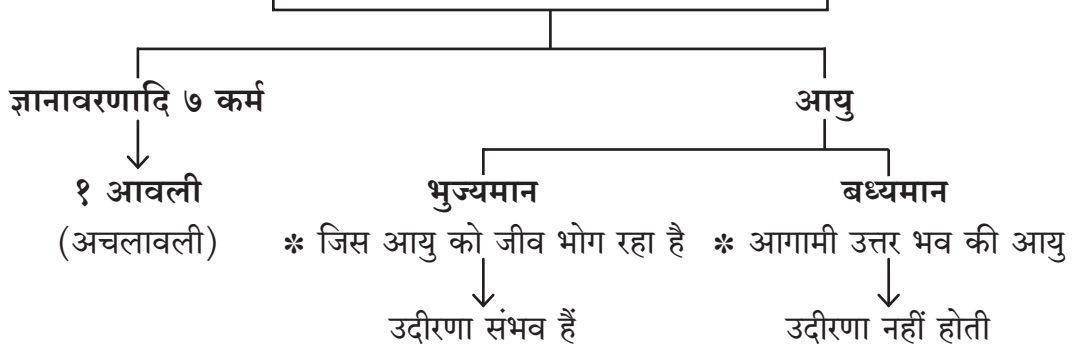 ज्ञानावरणादि ७ कर्म
आयु
१ आवली
(अचलावली)
भुज्यमान
* जिस आयु को जीव भोग रहा है
उदीरणा संभव हैं
बध्यमान
* आगामी उत्तर भव की आयु
उदीरणा नहीं होती